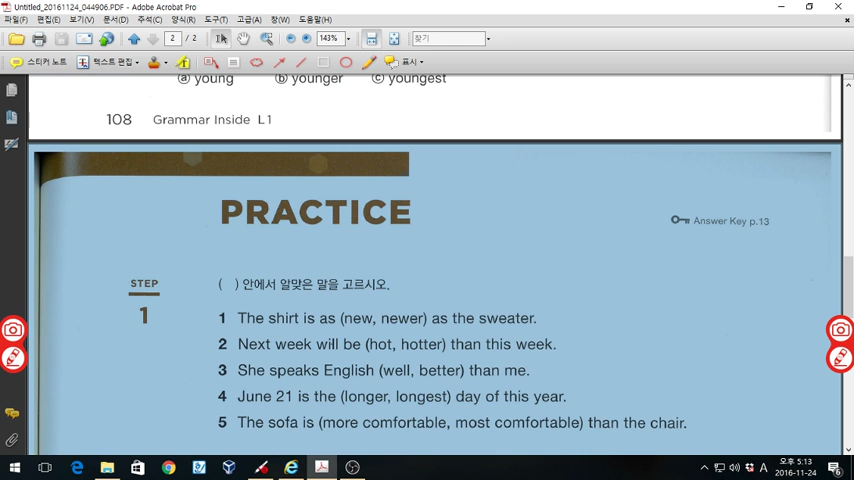 Untitled_20161124_044906.PDF - Adobe Acrobat Pro
파일(F) 편집(E) 보기(V) 문서(D) 주석(C) 양식(R) 도구(T) 고급(A) 창(W) 도움말(H)
2 / 2 143% 찾기
스티커 노트 텍스트 편집 표시
ⓐ young ⓑ younger ⓒ youngest
108 Grammar Inside L1
PRACTICE
Answer Key p.13
STEP
1
( ) 안에서 알맞은 말을 고르시오.
1 The shirt is as (new, newer) as the sweater.
2 Next week will be (hot, hotter) than this week.
3 She speaks English (well, better) than me.
4 June 21 is the (longer, longest) day of this year.
5 The sofa is (more comfortable, most comfortable) than the chair.
A 오후 5:13
2016-11-24
6